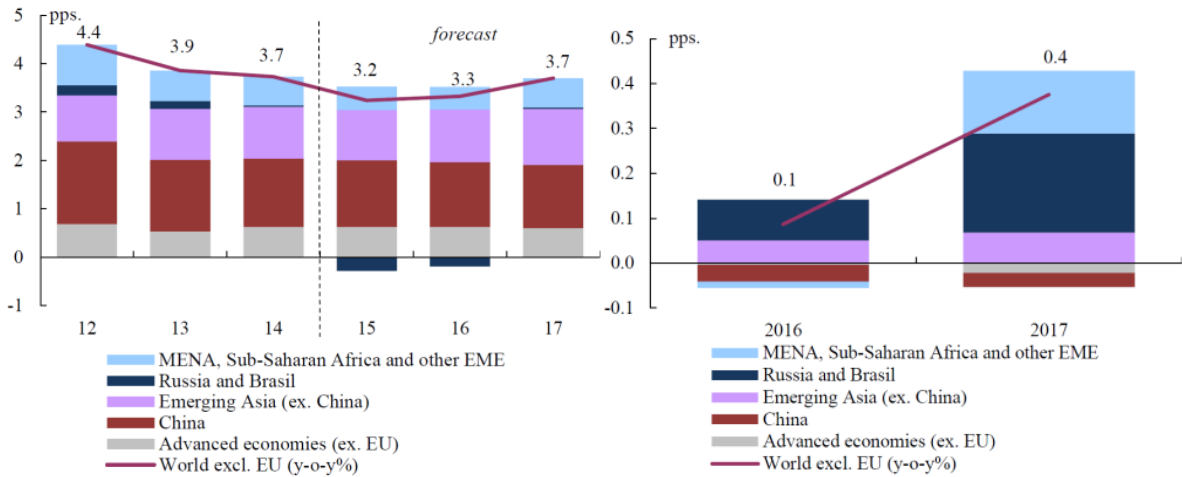 pps.
5
4
3
2
1
0
-1
4.4
3.9
3.7
forecast
3.2
3.3
3.7
12
13
14
15
16
17
MENA, Sub-Saharan Africa and other EME
Russia and Brasil
Emerging Asia (ex. China)
China
Advanced economies (ex. EU)
World excl. EU (y-o-y%)
pps.
0.5
0.4
0.3
0.2
0.1
0.0
-0.1
0.1
0.4
2016
2017
MENA, Sub-Saharan Africa and other EME
Russia and Brasil
Emerging Asia (ex. China)
China
Advanced economies (ex. EU)
World excl. EU (y-o-y%)